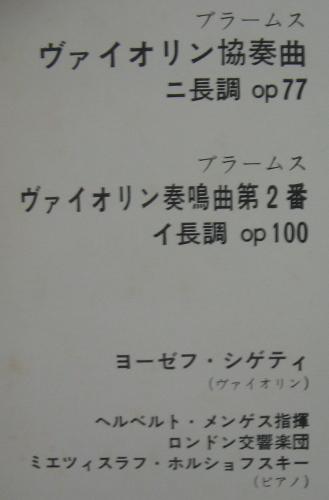 ブラームス
ヴァイオリン協奏曲
ニ長調 op77
ブラームス
ヴァイオリン奏鳴曲第2番
イ長調 op100
ヨーゼフ・シゲティ
(ヴァイオリン)
ヘルベルト・メンゲス指揮
ロンドン交響楽団
ミエツィスラフ・ホルショフスキー
(ピアノ)